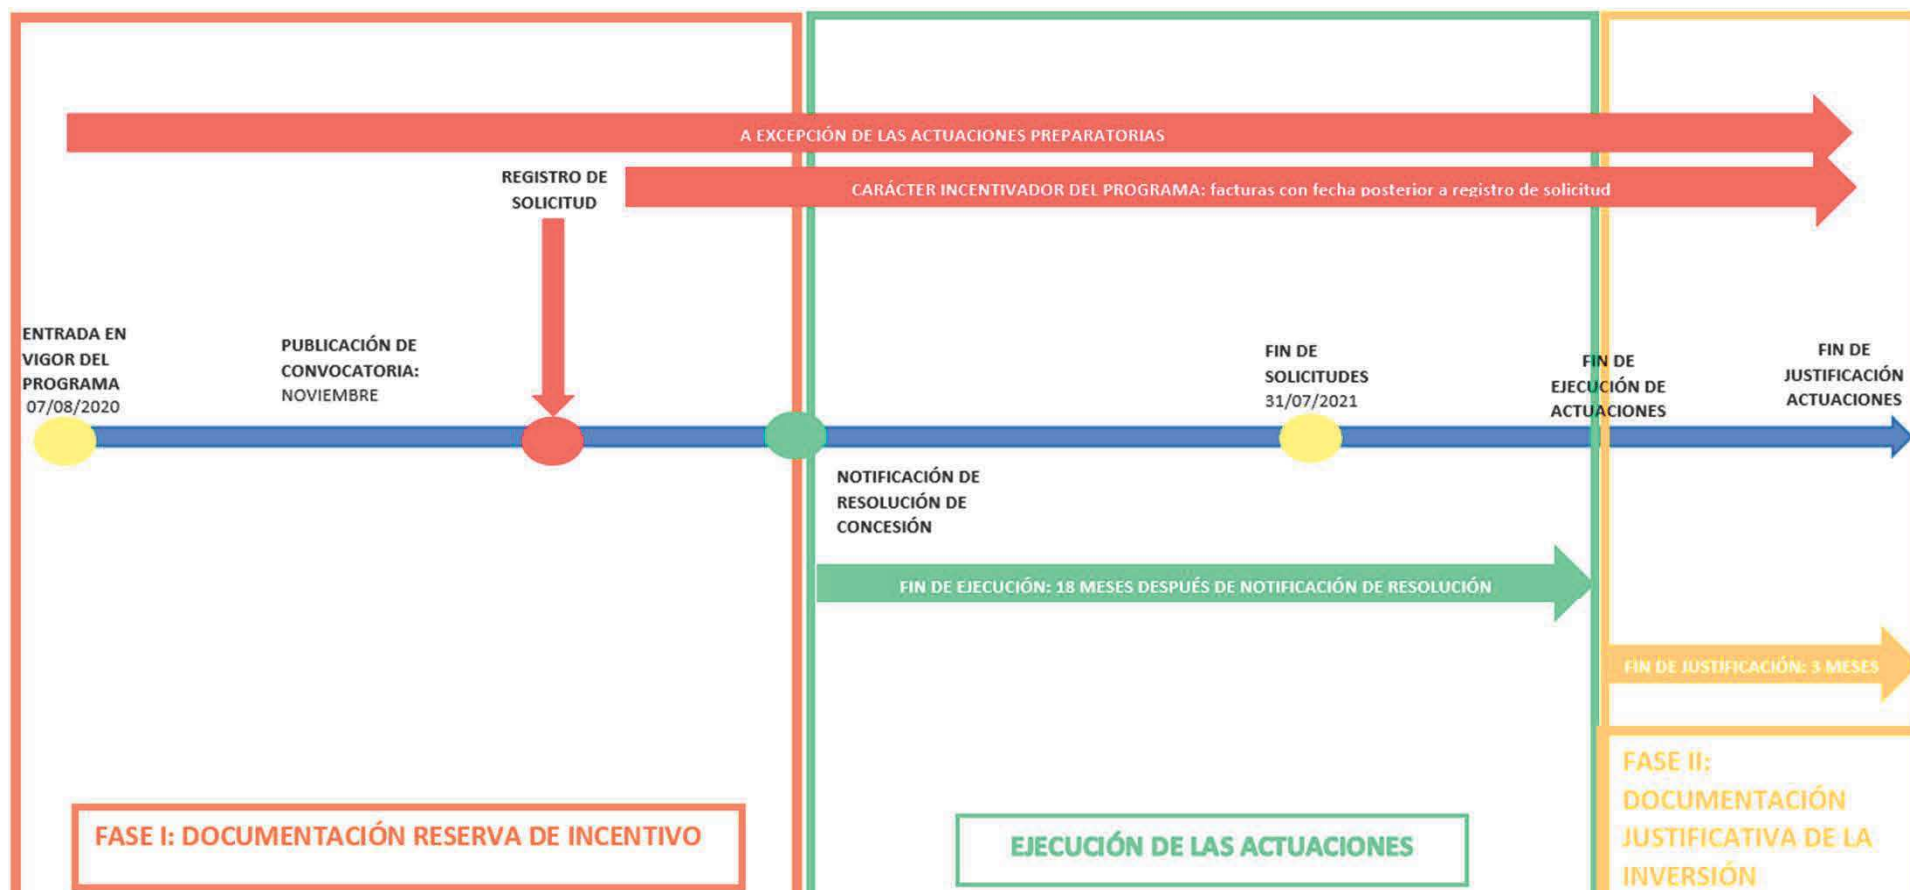 A EXCEPCIÓN DE LAS ACTUACIONES PREPARATORIAS
REGISTRO DE
SOLICITUD
CARÁCTER INCENTIVADOR DEL PROGRAMA: facturas con fecha posterior a registro de solicitud
ENTRADA EN
VIGOR DEL
PROGRAMA
07/08/2020
PUBLICACIÓN DE
CONVOCATORIA:
NOVIEMBRE
FIN DE
SOLICITUDES
31/07/2021
FIN DE
EJECUCIÓN DE
ACTUACIONES
FIN DE
JUSTIFICACIÓN
ACTUACIONES
NOTIFICACIÓN DE
RESOLUCIÓN DE
CONCESIÓN
FIN DE EJECUCIÓN: 18 MESES DESPUÉS DE NOTIFICACIÓN DE RESOLUCIÓN
FIN DE JUSTIFICACIÓN: 3 MESES
FASE I: DOCUMENTACIÓN RESERVA DE INCENTIVO
EJECUCIÓN DE LAS ACTUACIONES
FASE II:
DOCUMENTACIÓN
JUSTIFICATIVA DE LA
INVERSIÓN